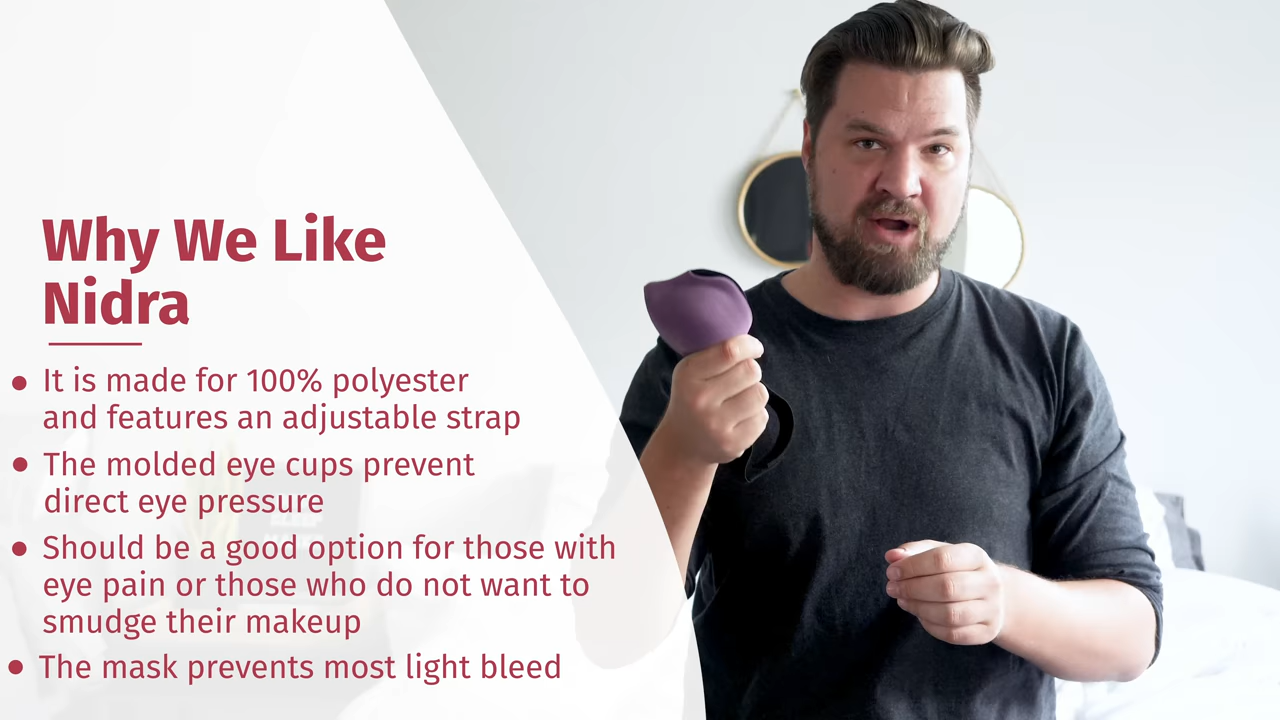 Why We Like
Nidra
• It is made for 100% polyester
and features an adjustable strap
• The molded eye cups prevent
direct eye pressure
• Should be a good option for those with
eye pain or those who do not want to
smudge their makeup
• The mask prevents most light bleed